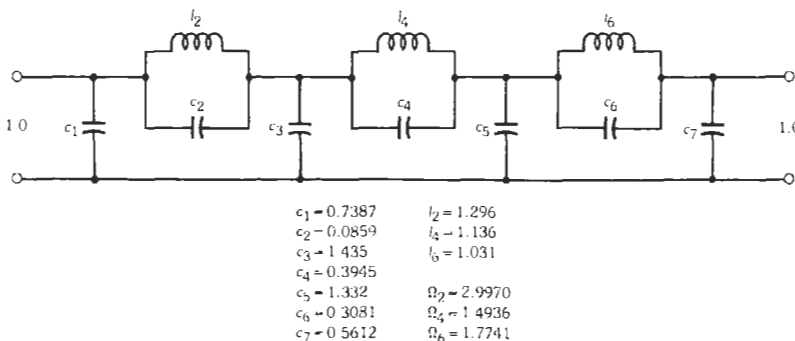 l2 l4 l6
c2 c4 c6
1 0 c1 c3 c5 c7 1.0
c1 = 0.7387 l2 = 1.296
c2 = 0.0859 l4 = 1.136
c3 = 1 435 l6 = 1.031
c4 = 0.3945
c5 = 1.332 Ω2 = 2.9970
c6 = 0 3081 Ω4 = 1 4936
c7 = 0 5612 Ω6 = 1.7741